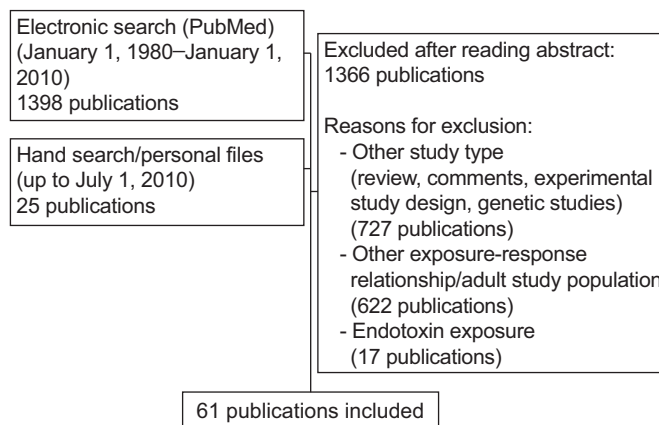 Electronic search (PubMed)
(January 1, 1980–January 1,
2010)
1398 publications
Hand search/personal files
(up to July 1, 2010)
25 publications
Excluded after reading abstract:
1366 publications
Reasons for exclusion:
- Other study type
(review, comments, experimental
study design, genetic studies)
(727 publications)
- Other exposure-response
relationship/adult study population
(622 publications)
- Endotoxin exposure
(17 publications)
61 publications included